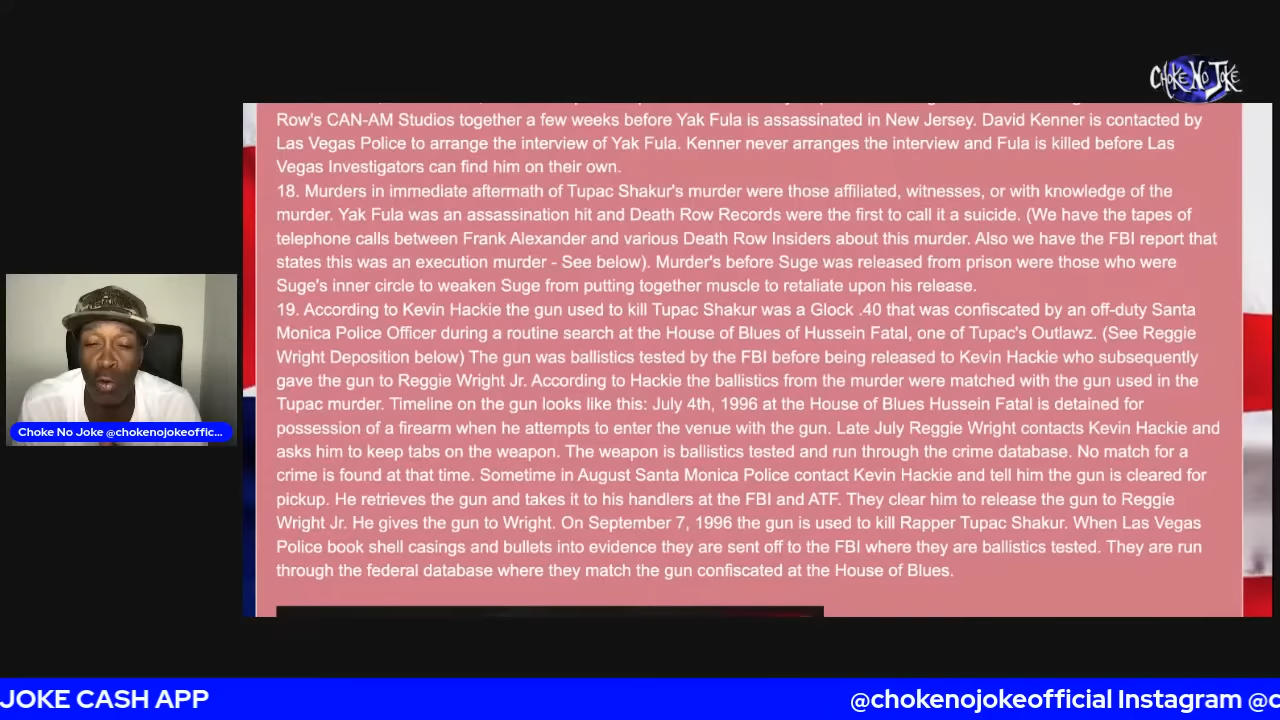 CHOKE NO JOKE
Row's CAN-AM Studios together a few weeks before Yak Fula is assassinated in New Jersey. David Kenner is contacted by
Las Vegas Police to arrange the interview of Yak Fula. Kenner never arranges the interview and Fula is killed before Las
Vegas Investigators can find him on their own.
18. Murders in immediate aftermath of Tupac Shakur's murder were those affiliated, witnesses, or with knowledge of the
murder. Yak Fula was an assassination hit and Death Row Records were the first to call it a suicide. (We have the tapes of
telephone calls between Frank Alexander and various Death Row Insiders about this murder. Also we have the FBI report that
states this was an execution murder - See below). Murder's before Suge was released from prison were those who were
Suge's inner circle to weaken Suge from putting together muscle to retaliate upon his release.
19. According to Kevin Hackie the gun used to kill Tupac Shakur was a Glock .40 that was confiscated by an off-duty Santa
Monica Police Officer during a routine search at the House of Blues of Hussein Fatal, one of Tupac's Outlawz. (See Reggie
Wright Deposition below) The gun was ballistics tested by the FBI before being released to Kevin Hackie who subsequently
gave the gun to Reggie Wright Jr. According to Hackie the ballistics from the murder were matched with the gun used in the
Tupac murder. Timeline on the gun looks like this: July 4th, 1996 at the House of Blues Hussein Fatal is detained for
possession of a firearm when he attempts to enter the venue with the gun. Late July Reggie Wright contacts Kevin Hackie and
asks him to keep tabs on the weapon. The weapon is ballistics tested and run through the crime database. No match for a
crime is found at that time. Sometime in August Santa Monica Police contact Kevin Hackie and tell him the gun is cleared for
pickup. He retrieves the gun and takes it to his handlers at the FBI and ATF. They clear him to release the gun to Reggie
Wright Jr. He gives the gun to Wright. On September 7, 1996 the gun is used to kill Rapper Tupac Shakur. When Las Vegas
Police book shell casings and bullets into evidence they are sent off to the FBI where they are ballistics tested. They are run
through the federal database where they match the gun confiscated at the House of Blues.
Choke No Joke @chokenojokeoffic...
JOKE CASH APP
@chokenojokeofficial Instagram @c